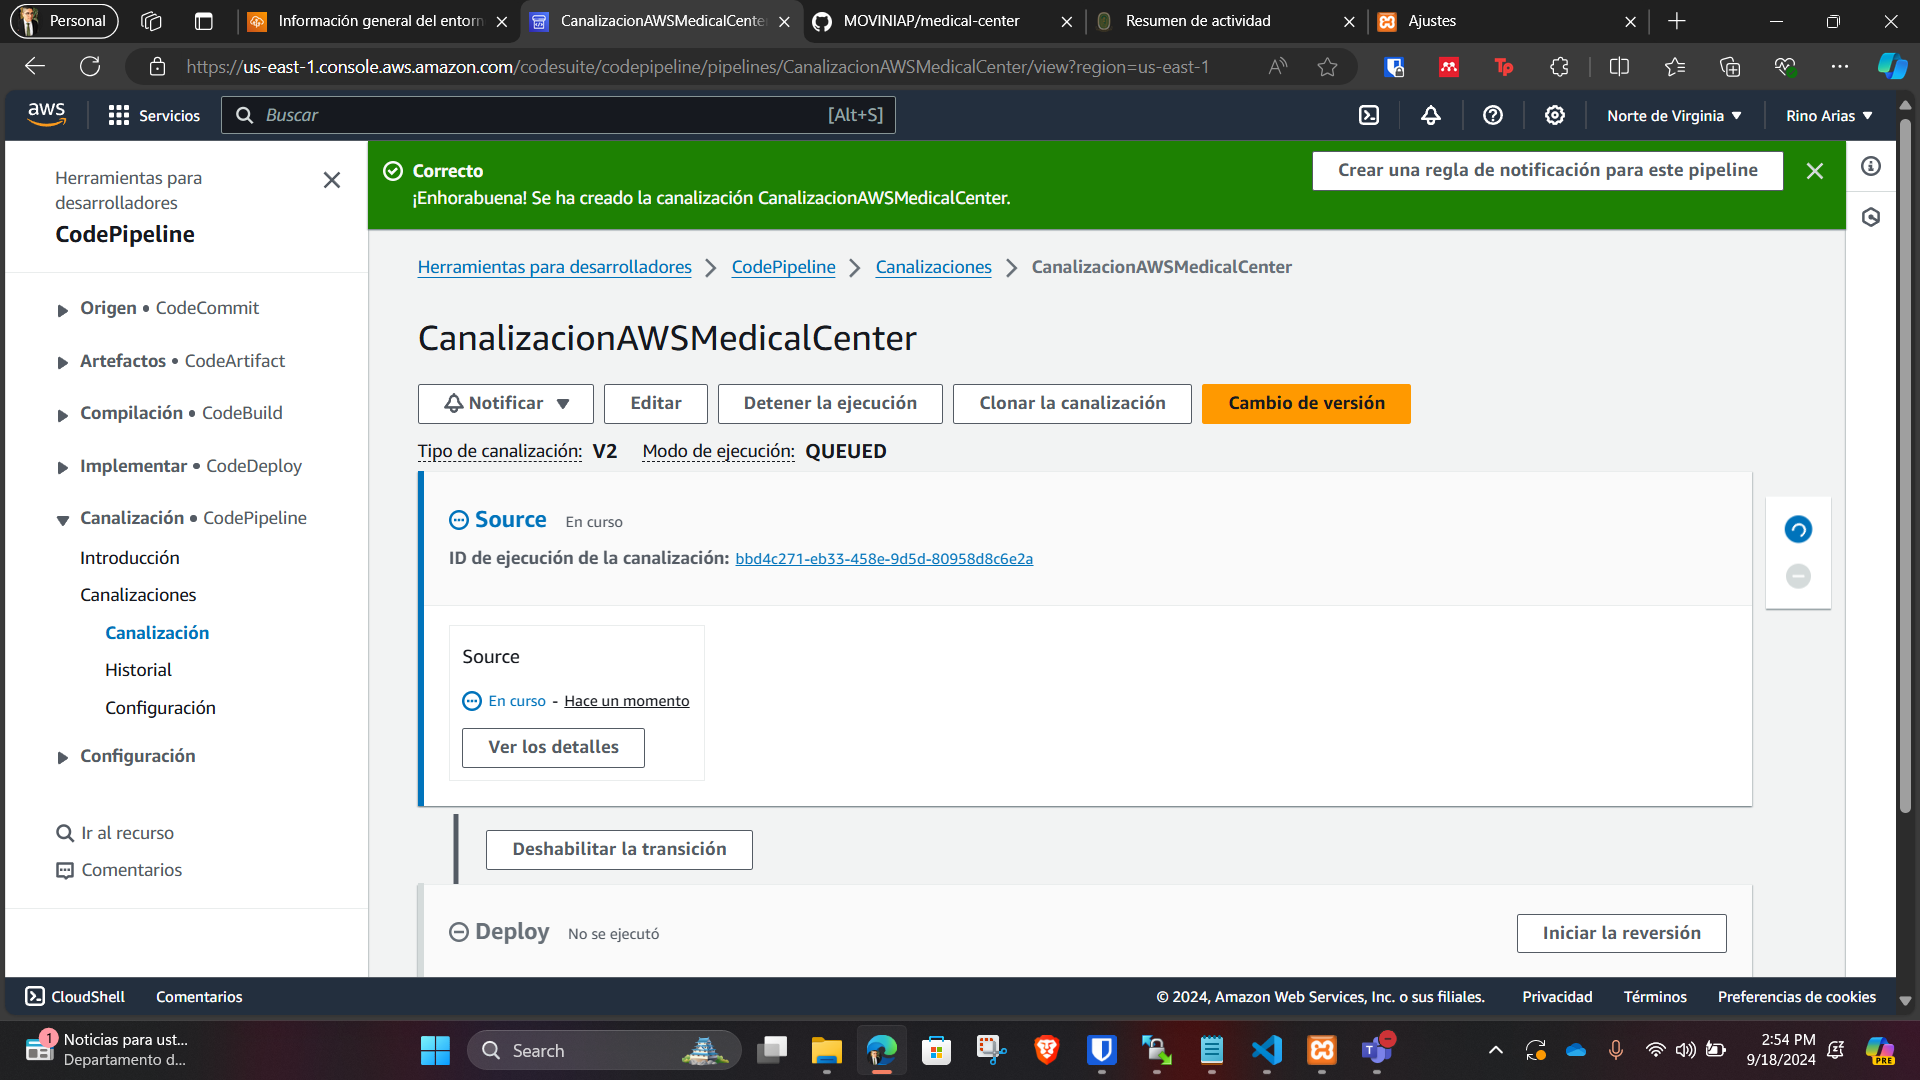 Personal
Información general del entorn
CanalizacionAWSMedicalCenter
MOVINIAP/medical-center
Resumen de actividad
Ajustes
https://us-east-1.console.aws.amazon.com/codesuite/codepipeline/pipelines/CanalizacionAWSMedicalCenter/view?region=us-east-1
aws
Servicios
Buscar
[Alt+S]
Norte de Virginia
Rino Arias
Herramientas para
desarrolladores
CodePipeline
Origen • CodeCommit
Artefactos • CodeArtifact
Compilación • CodeBuild
Implementar • CodeDeploy
Canalización • CodePipeline
Introducción
Canalizaciones
Canalización
Historial
Configuración
Configuración
Ir al recurso
Comentarios
Correcto
¡Enhorabuena! Se ha creado la canalización CanalizacionAWSMedicalCenter.
Crear una regla de notificación para este pipeline
Herramientas para desarrolladores
CodePipeline
Canalizaciones
CanalizacionAWSMedicalCenter
CanalizacionAWSMedicalCenter
Notificar
Editar
Detener la ejecución
Clonar la canalización
Cambio de versión
Tipo de canalización: V2
Modo de ejecución: QUEUED
Source En curso
ID de ejecución de la canalización: bbd4c271-eb33-458e-9d5d-80958d8c6e2a
Source
En curso - Hace un momento
Ver los detalles
Deshabilitar la transición
Deploy No se ejecutó
Iniciar la reversión
CloudShell
Comentarios
© 2024, Amazon Web Services, Inc. o sus filiales.
Privacidad
Términos
Preferencias de cookies
1
Noticias para ust...
Departamento d...
Search
2:54 PM
9/18/2024
PRE